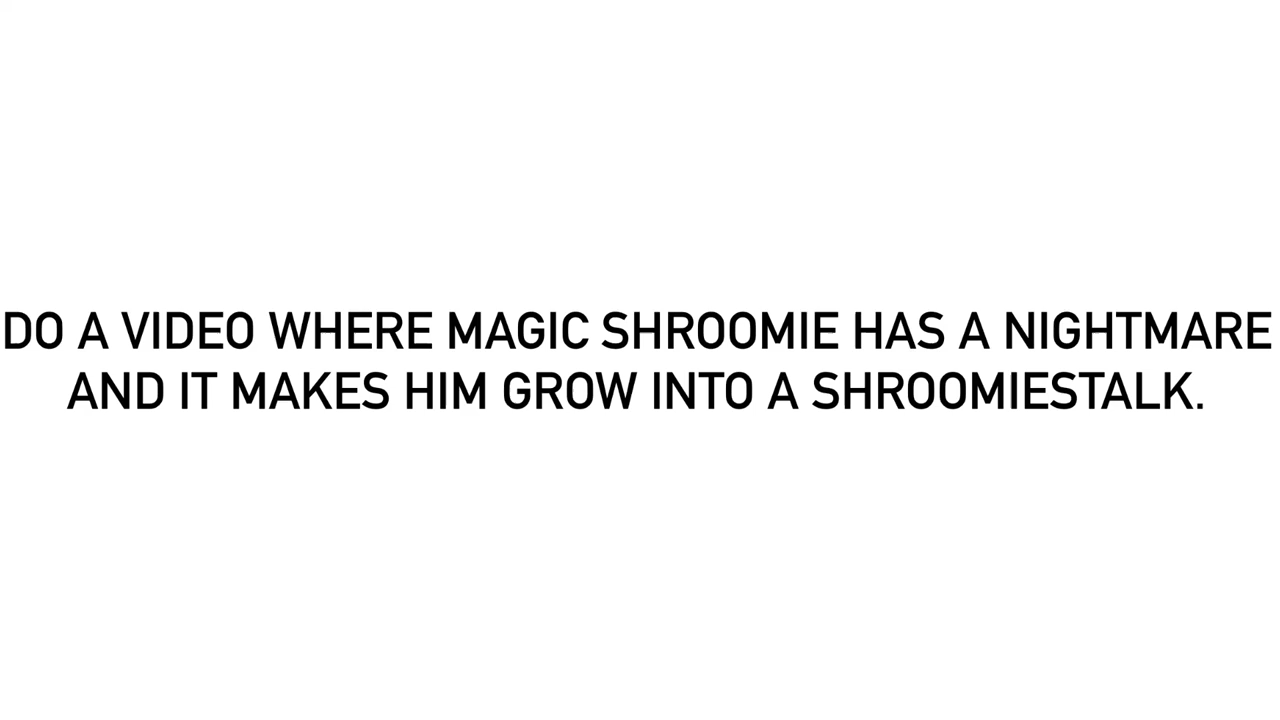 DO A VIDEO WHERE MAGIC SHROOMIE HAS A NIGHTMARE
AND IT MAKES HIM GROW INTO A SHROOMIESTALK.